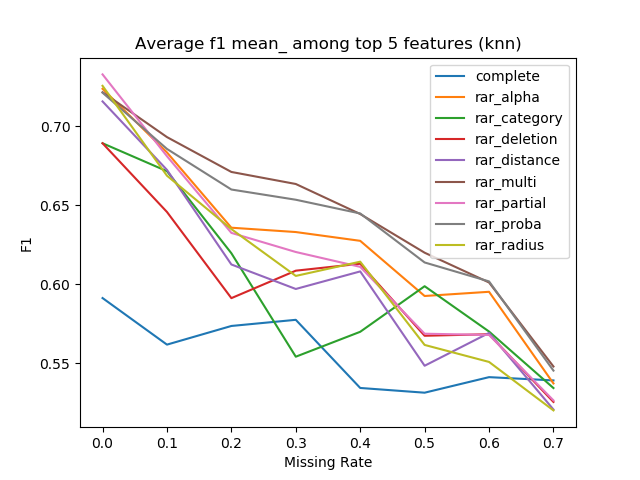 Average f1 mean_ among top 5 features (knn)
complete
rar_alpha
rar_category
rar_deletion
rar_distance
rar_multi
rar_partial
rar_proba
rar_radius
0.70
0.65
0.60
0.55
F1
0.0 0.1 0.2 0.3 0.4 0.5 0.6 0.7
Missing Rate